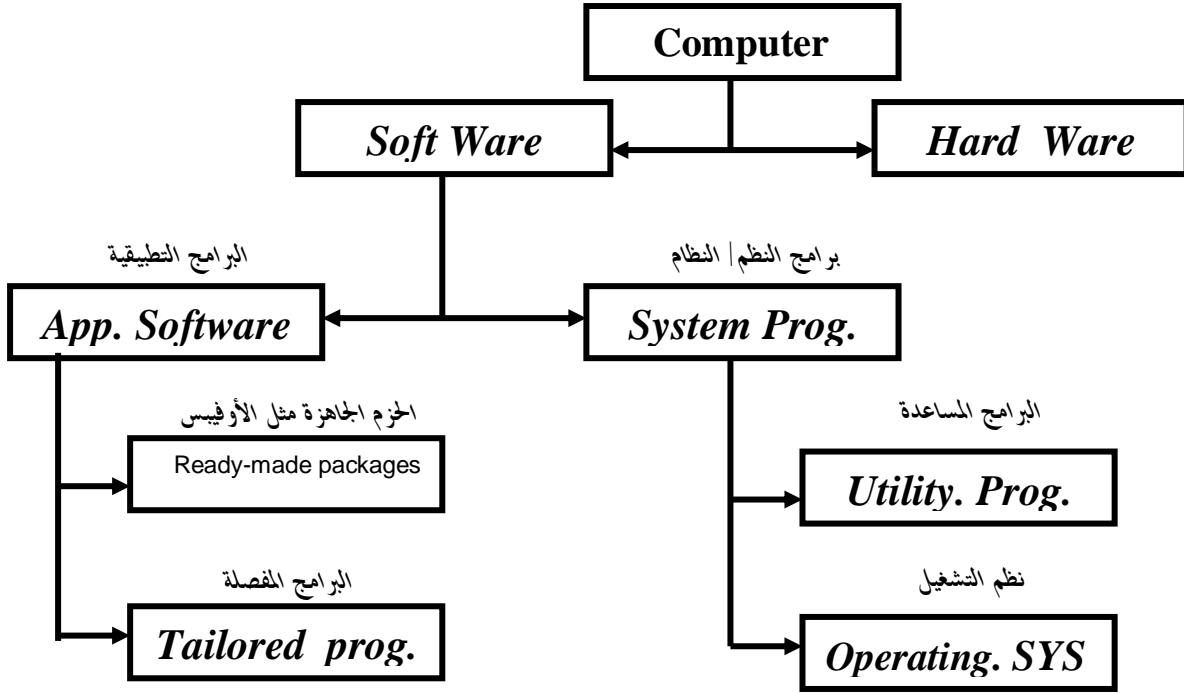 Computer
Soft Ware
Hard Ware
البرامج التطبيقية
برامج النظم / النظام
App. Software
System Prog.
الحزم الجاهزة مثل الأوفيس
البرامج المساعدة
Ready-made packages
Utility. Prog.
البرامج المفصلة
نظم التشغيل
Tailored prog.
Operating. SYS